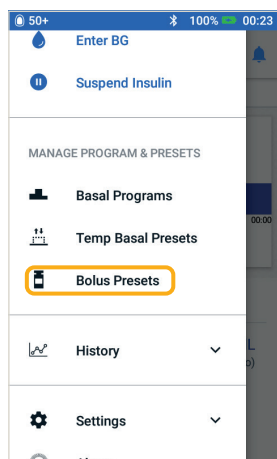 50+ 100% 00:23
Enter BG
Suspend Insulin
MANAGE PROGRAM & PRESETS
Basal Programs
Temp Basal Presets
00:00
Bolus Presets
History
L
Settings